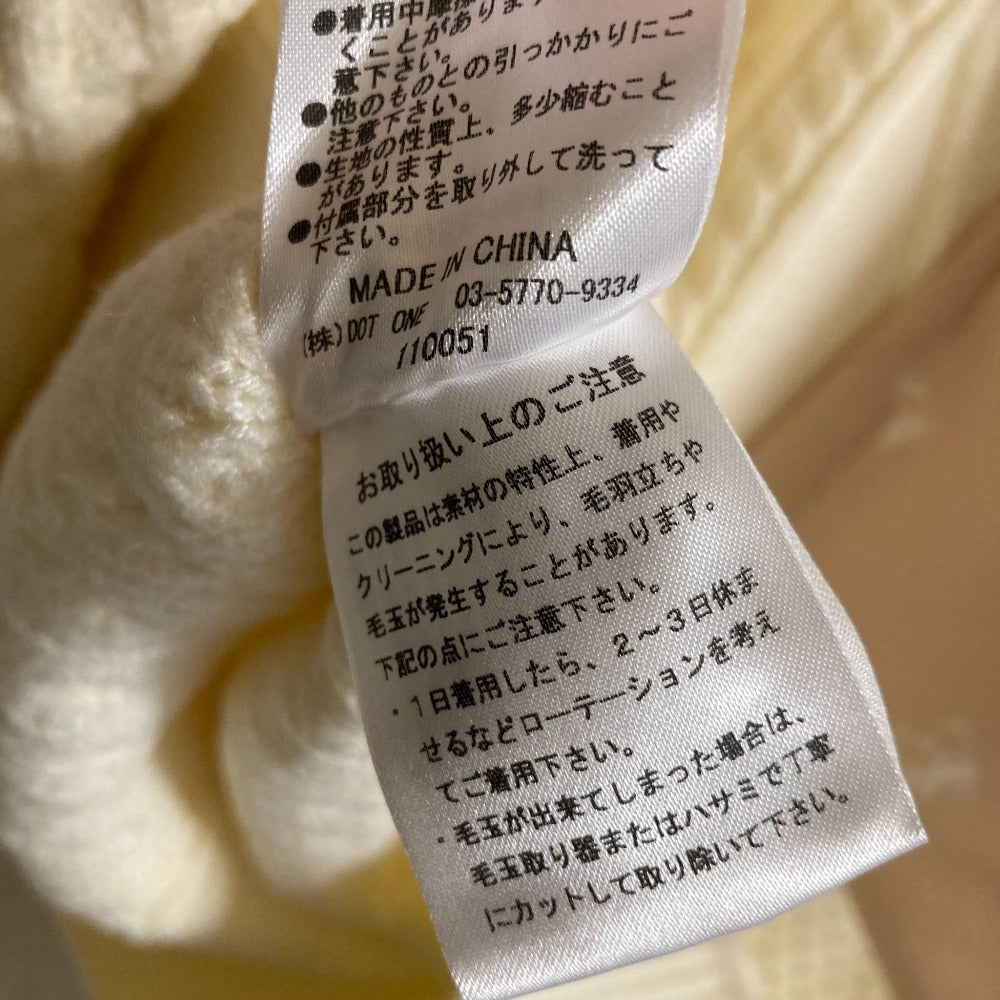 ●着用中摩擦
くことがあります
意下さい。
●他のものとの引っかかりにご
注意下さい。
●生地の性質上、多少縮むこと
があります。
●付属部分を取り外して洗って
下さい。
MADE IN CHINA
(株)DOT ONE 03-5770-9334
110051
お取り扱い上のご注意
この製品は素材の特性上、着用や
クリーニングにより、毛羽立ちや
毛玉が発生することがあります。
下記の点にご注意下さい。
・1日着用したら、2～3日休ま
せるなどローテーションを考え
てご着用下さい。
・毛玉が出来てしまった場合は、
毛玉取り器またはハサミで丁寧
にカットして取り除いて下さい。